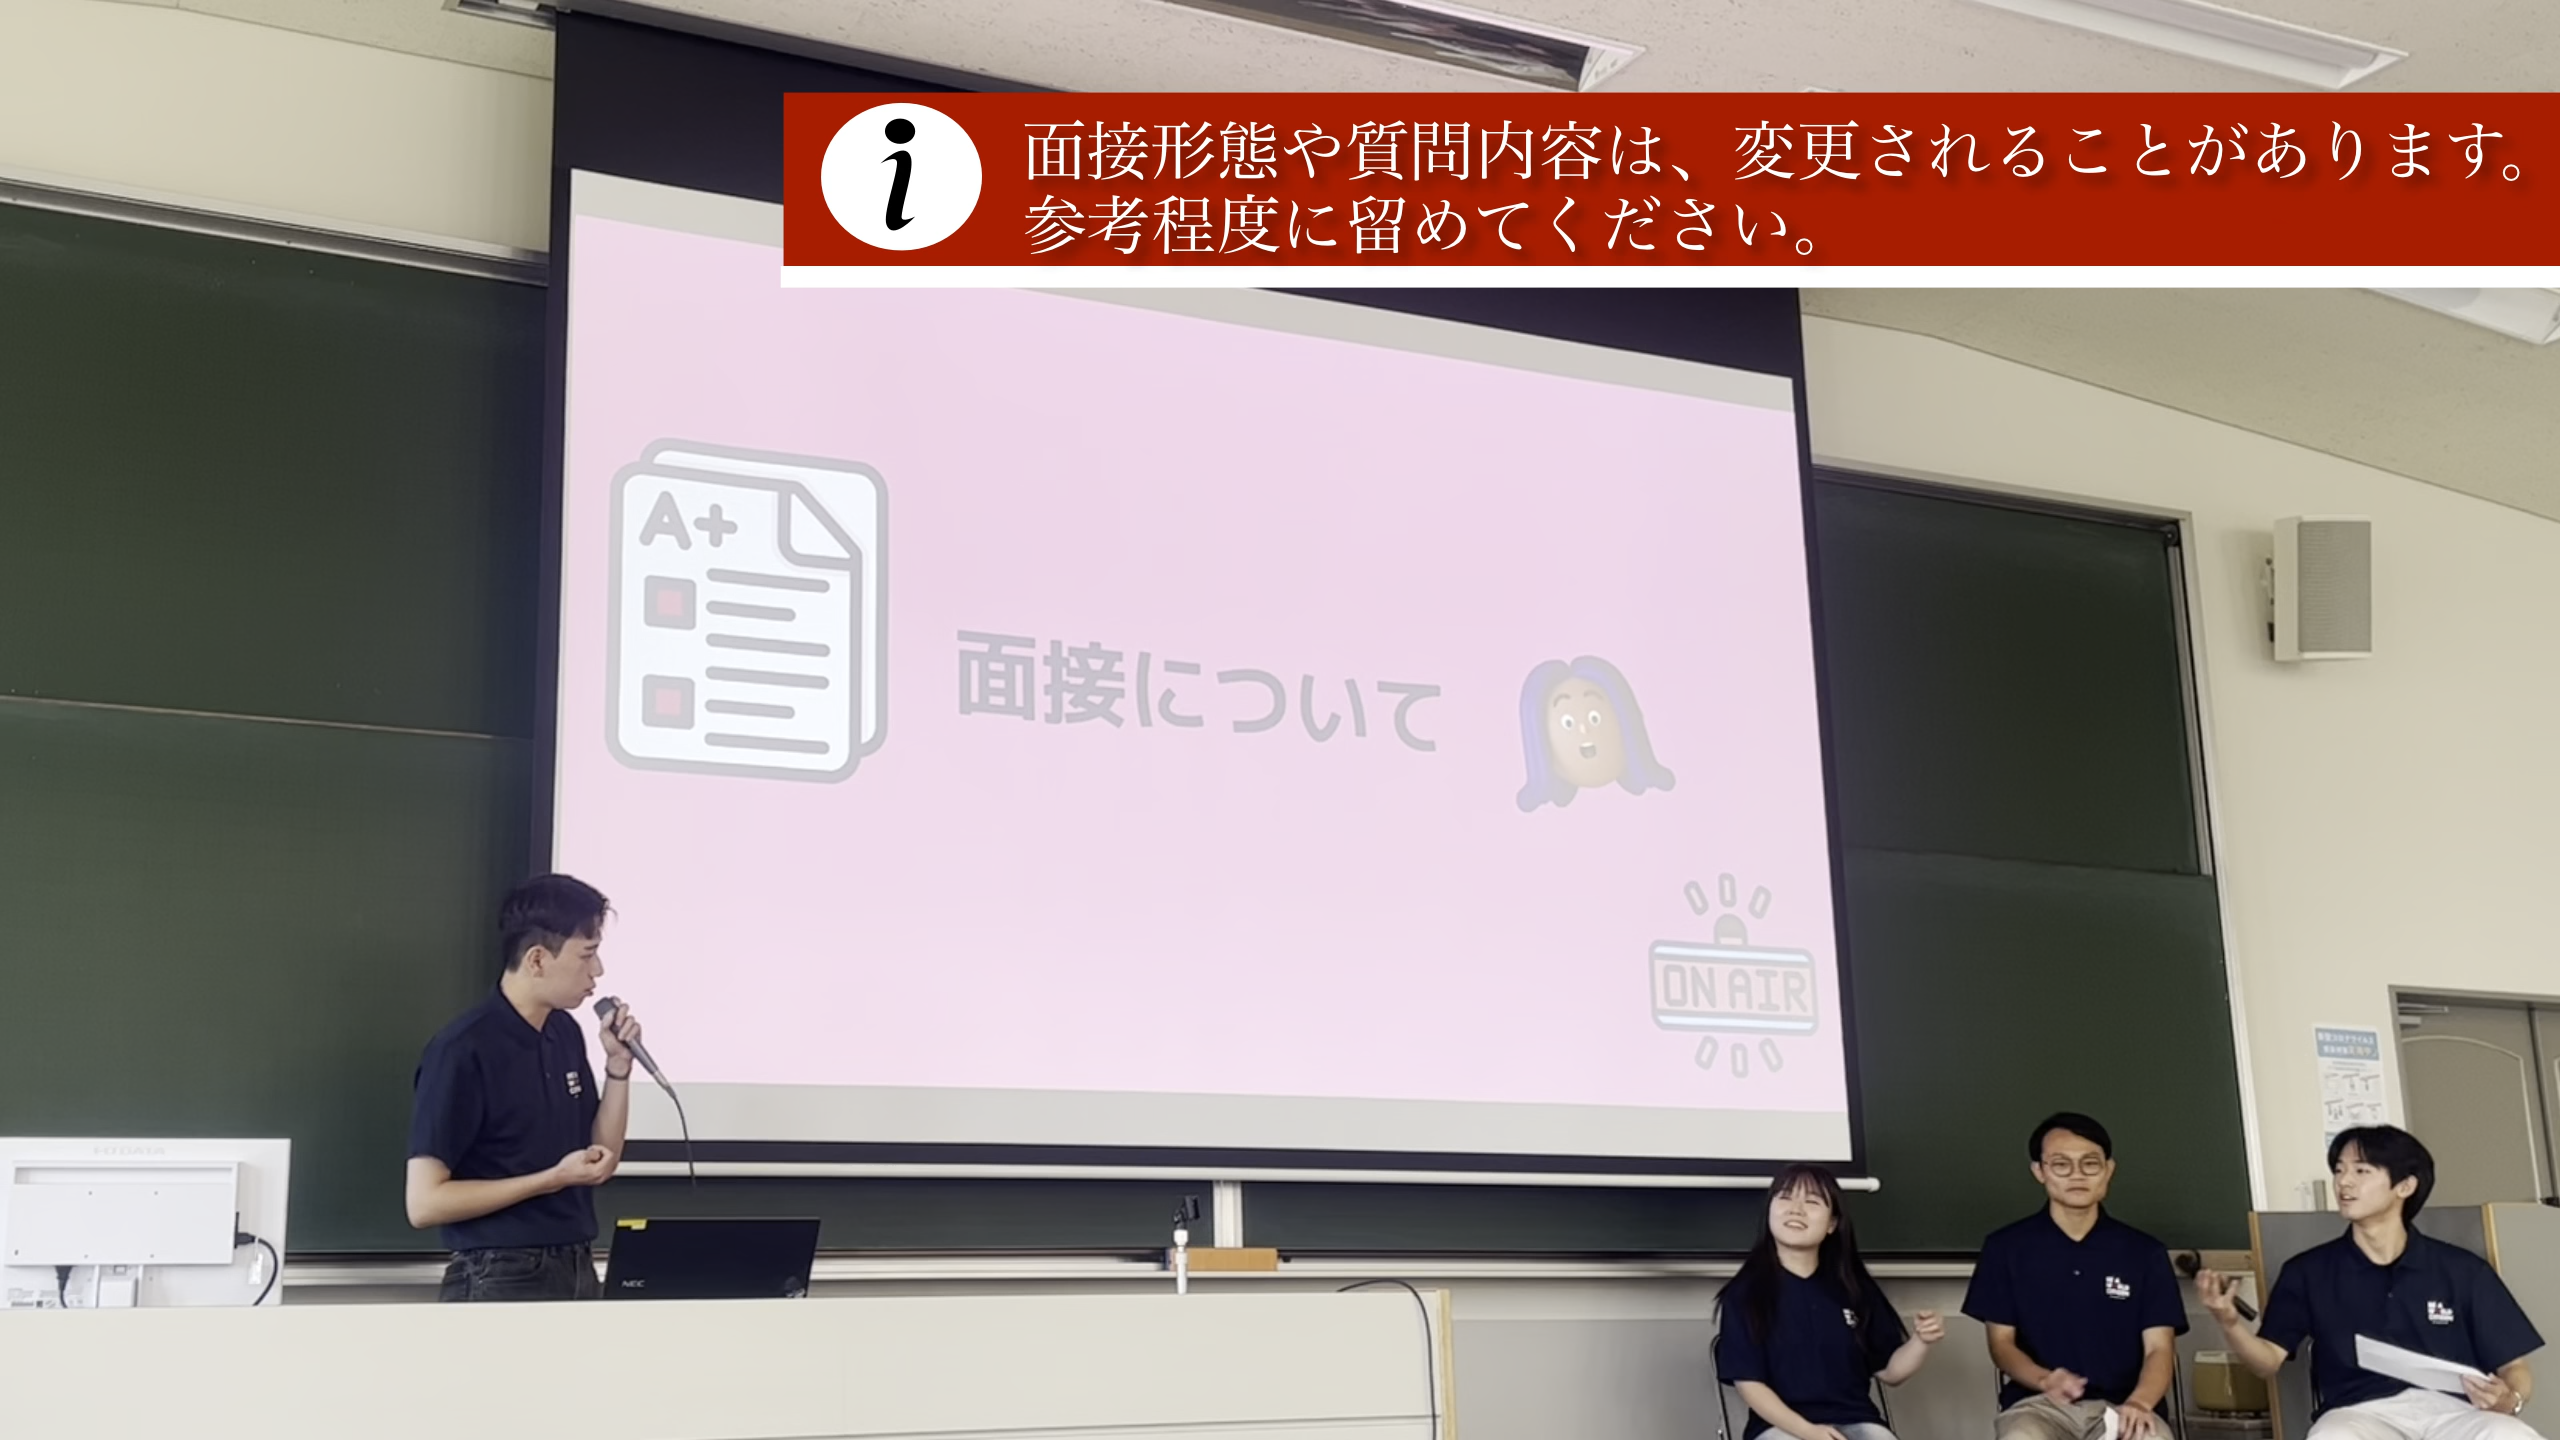 面接形態や質問内容は、変更されることがあります。
参考程度に留めてください。
A+
面接について
ON AIR
NEC